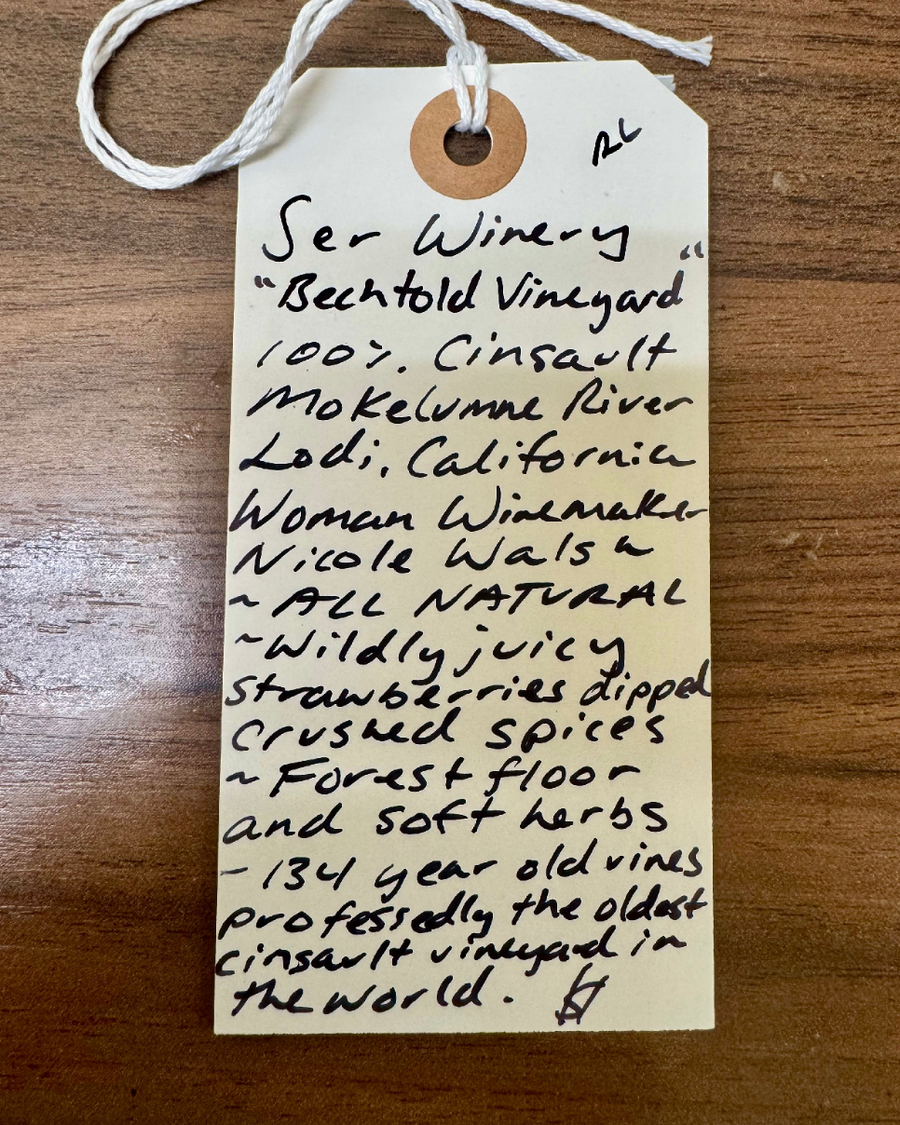 Ser Winery
"Bechtold Vineyard"
100%. Cinsault
Mokelumne River
Lodi, California
Woman Winemaker
Nicole Walsh
~ ALL NATURAL
~ Wildly juicy
strawberries dipped
crushed spices
~ Forest floor
and soft herbs
- 134 year old vines
professedly the oldest
cinsault vineyard in
the world.